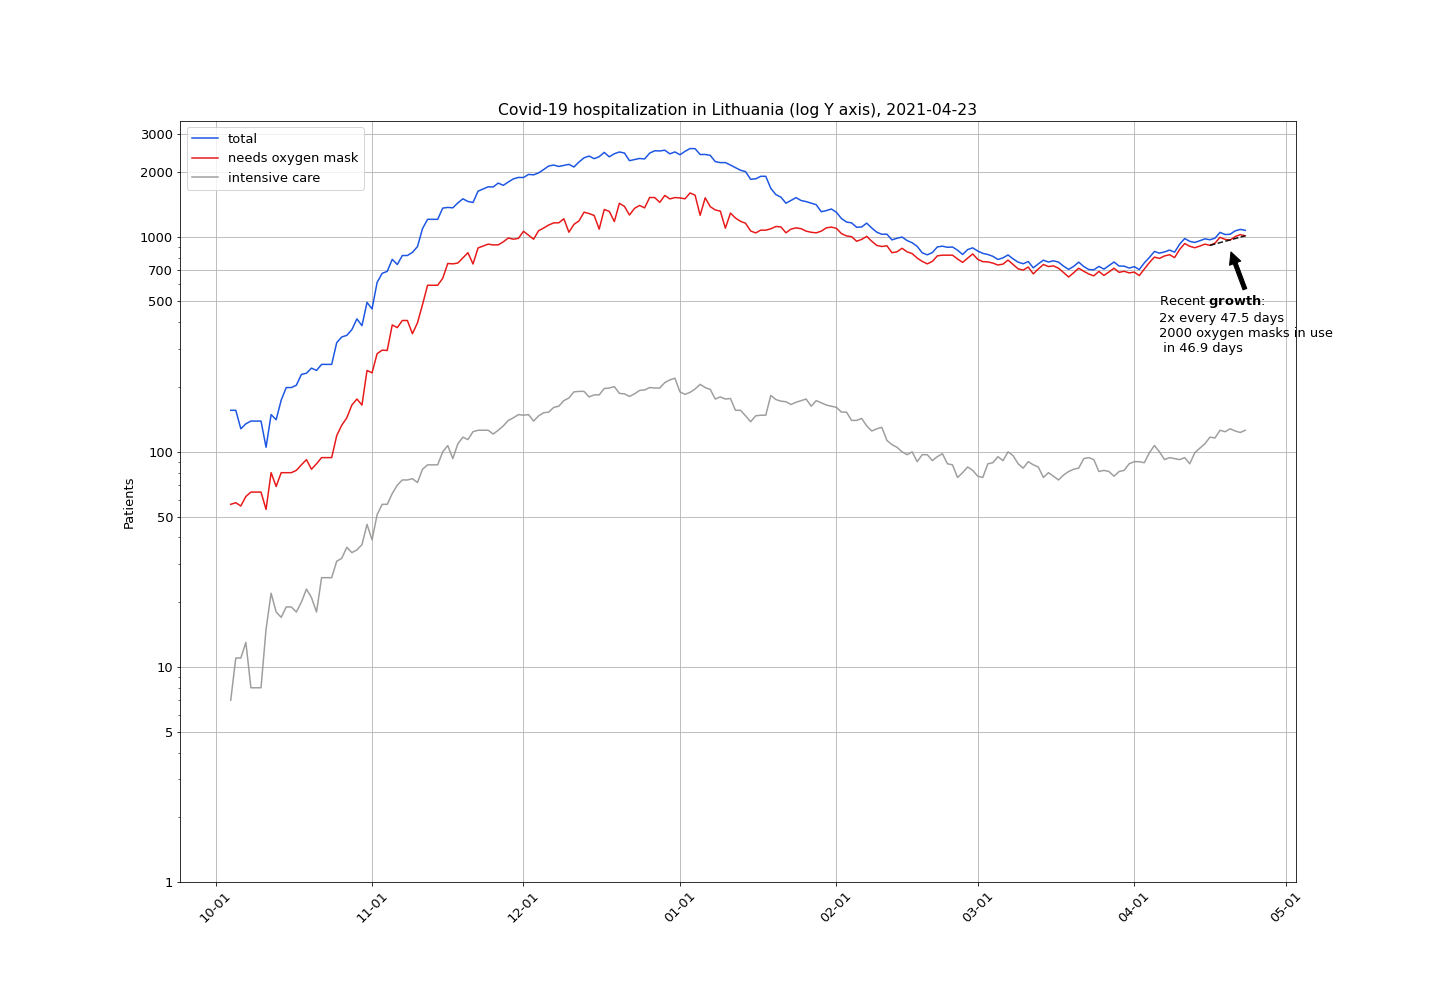 Covid-19 hospitalization in Lithuania (log Y axis), 2021-04-23
total
needs oxygen mask
intensive care
3000
2000
1000
700
500
100
50
10
5
1
Patients
Recent growth:
2x every 47.5 days
2000 oxygen masks in use
in 46.9 days
10-01
11-01
12-01
01-01
02-01
03-01
04-01
05-01